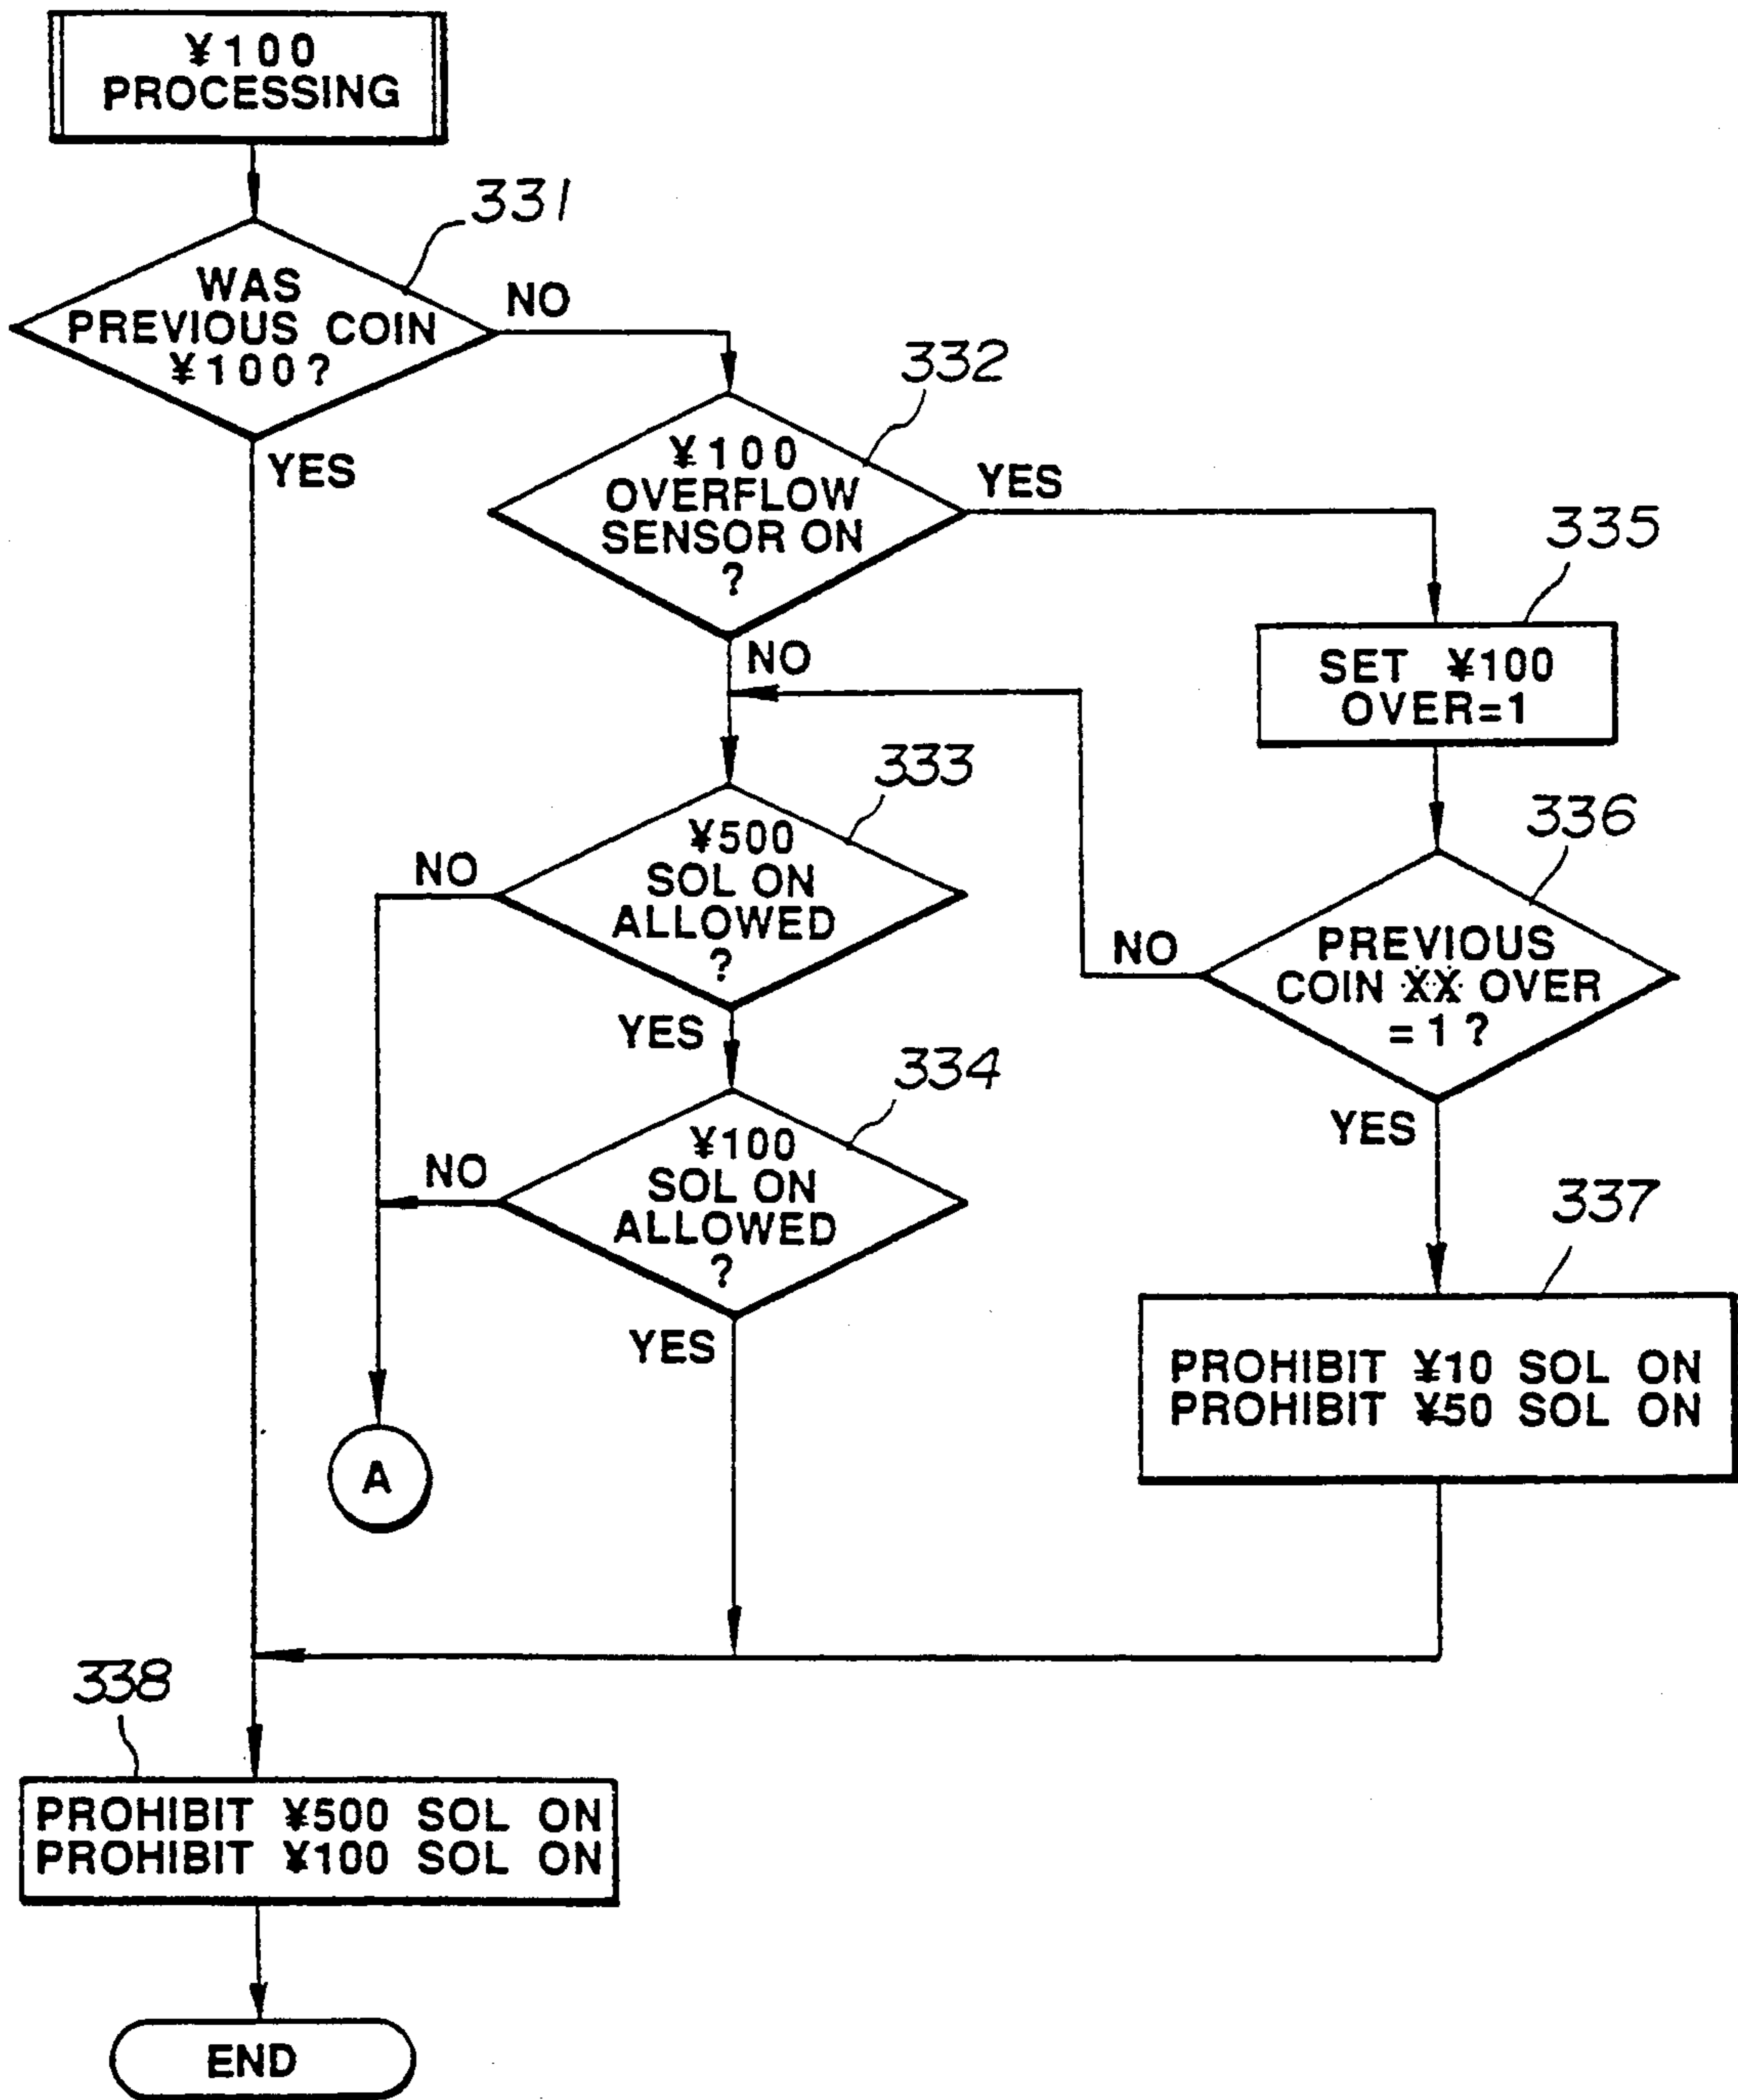 ¥100
PROCESSING
331
WAS
PREVIOUS COIN
¥100?
NO
YES
332
¥100
OVERFLOW
SENSOR ON
?
YES
NO
335
SET ¥100
OVER=1
333
¥500
SOL ON
ALLOWED
?
NO
YES
336
PREVIOUS
COIN XX OVER
=1?
NO
YES
334
¥100
SOL ON
ALLOWED
?
NO
YES
337
PROHIBIT ¥10 SOL ON
PROHIBIT ¥50 SOL ON
A
338
PROHIBIT ¥500 SOL ON
PROHIBIT ¥100 SOL ON
END